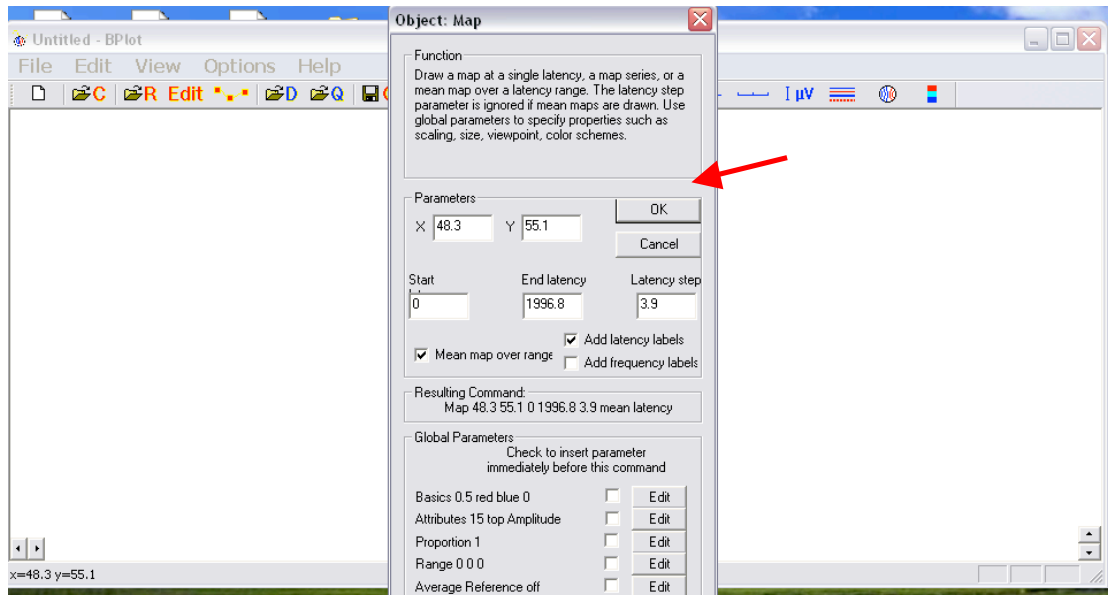 Untitled - BPlot
File Edit View Options Help
C R Edit D Q
I µV
Object: Map
Function
Draw a map at a single latency, a map series, or a
mean map over a latency range. The latency step
parameter is ignored if mean maps are drawn. Use
global parameters to specify properties such as
scaling, size, viewpoint, color schemes.
Parameters
X 48.3 Y 55.1
OK
Cancel
Start End latency Latency step
0 1996.8 3.9
Add latency labels
Mean map over range
Add frequency labels
Resulting Command:
Map 48.3 55.1 0 1996.8 3.9 mean latency
Global Parameters
Check to insert parameter
immediately before this command
Basics 0.5 red blue 0 Edit
Attributes 15 top Amplitude Edit
Proportion 1 Edit
Range 0 0 0 Edit
Average Reference off Edit
x=48.3 y=55.1